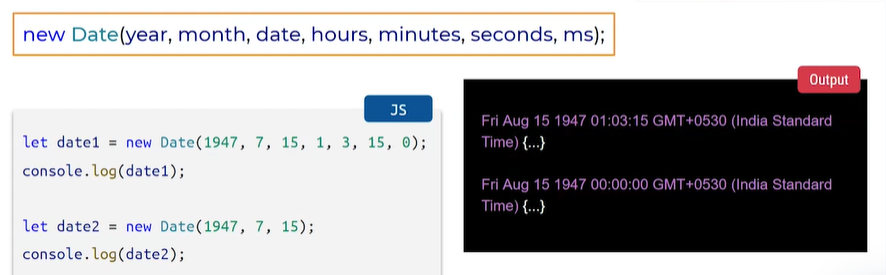 new Date(year, month, date, hours, minutes, seconds, ms);
JS
let date1 = new Date(1947, 7, 15, 1, 3, 15, 0);
console.log(date1);
let date2 = new Date(1947, 7, 15);
console.log(date2);
Output
Fri Aug 15 1947 01:03:15 GMT+0530 (India Standard
Time) {...}
Fri Aug 15 1947 00:00:00 GMT+0530 (India Standard
Time) {...}